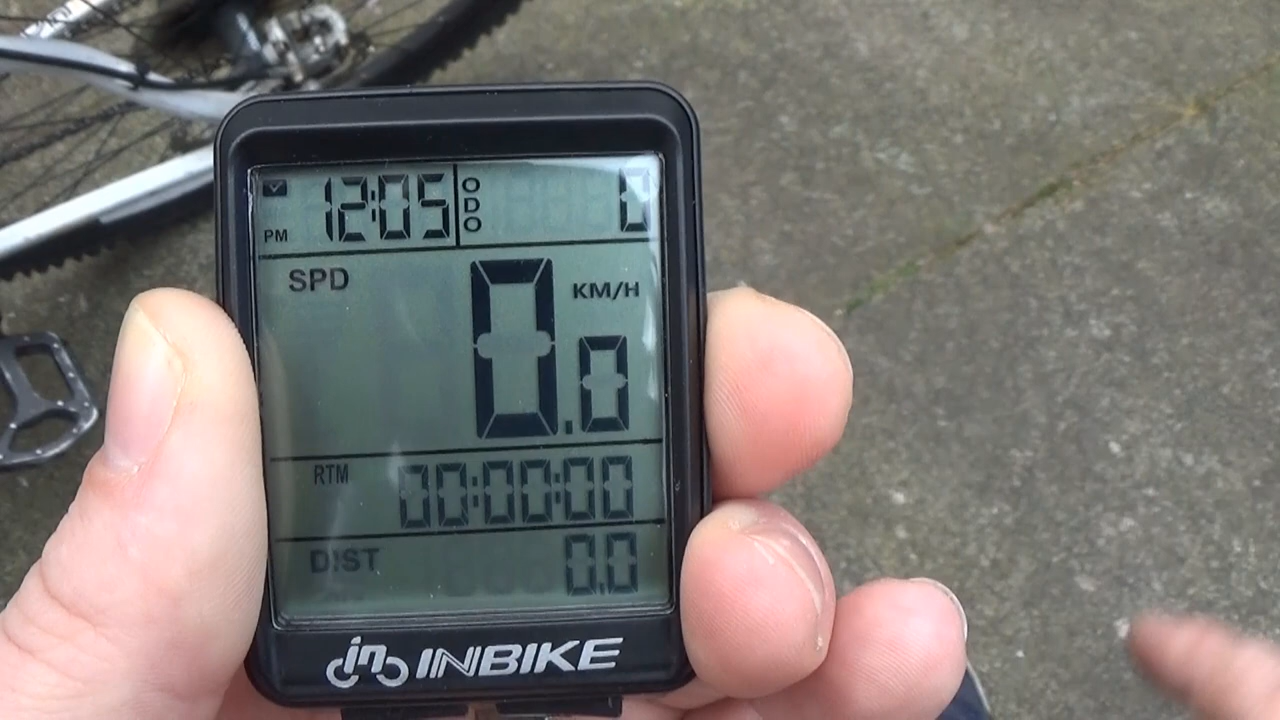 PM 12:05 ODO 0
SPD 0.0 KM/H
RTM 00:00:00
DIST 0.0
INBIKE